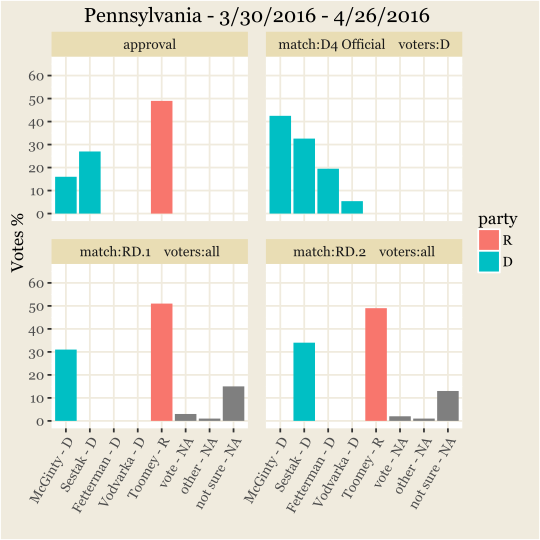 Pennsylvania - 3/30/2016 - 4/26/2016
approval
match:D4 Official voters:D
60
50
40
30
20
10
0
Votes %
match:RD.1 voters:all
match:RD.2 voters:all
60
50
40
30
20
10
0
McGinty - D
Sestak - D
Fetterman - D
Vodvarka - D
Toomey - R
vote - NA
other - NA
not sure - NA
McGinty - D
Sestak - D
Fetterman - D
Vodvarka - D
Toomey - R
vote - NA
other - NA
not sure - NA
party
R
D